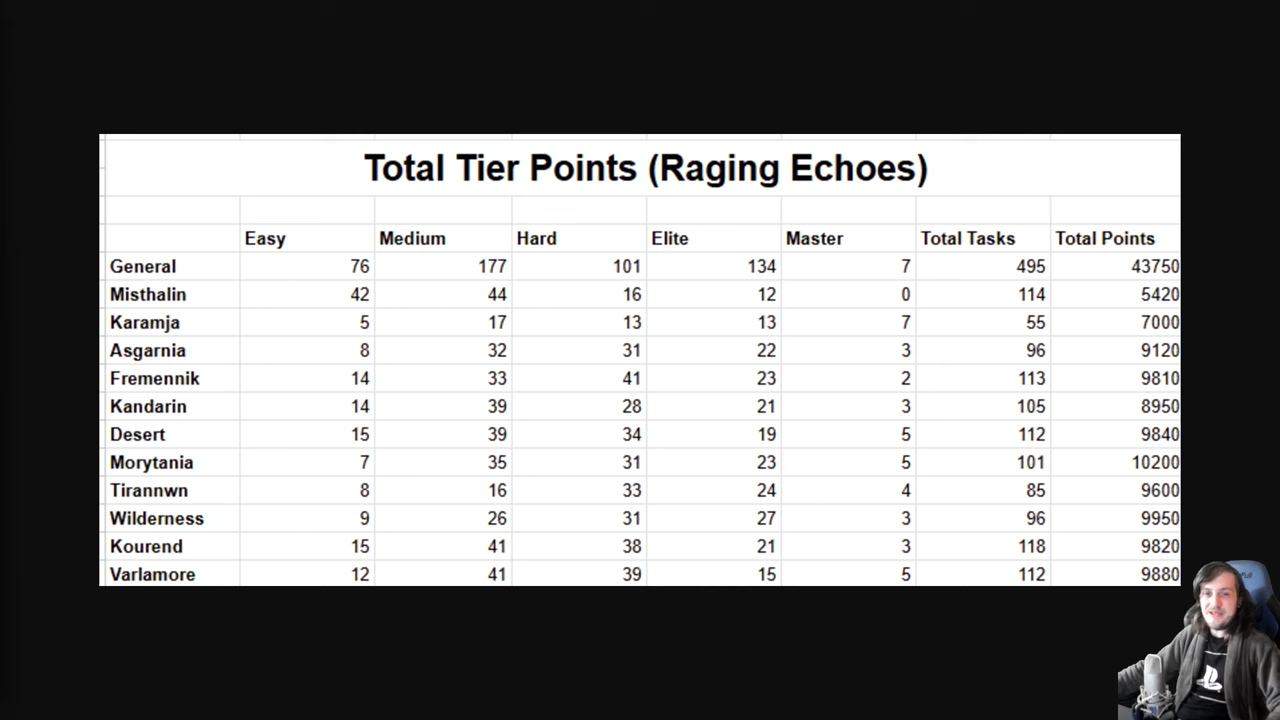 Total Tier Points (Raging Echoes)
Easy Medium Hard Elite Master Total Tasks Total Points
General 76 177 101 134 7 495 43750
Misthalin 42 44 16 12 0 114 5420
Karamja 5 17 13 13 7 55 7000
Asgarnia 8 32 31 22 3 96 9120
Fremennik 14 33 41 23 2 113 9810
Kandarin 14 39 28 21 3 105 8950
Desert 15 39 34 19 5 112 9840
Morytania 7 35 31 23 5 101 10200
Tirannwn 8 16 33 24 4 85 9600
Wilderness 9 26 31 27 3 96 9950
Kourend 15 41 38 21 3 118 9820
Varlamore 12 41 39 15 5 112 9880